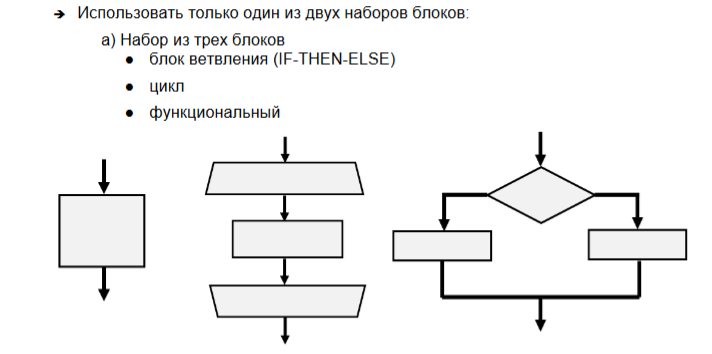 ➔ Использовать только один из двух наборов блоков:
а) Набор из трех блоков
● блок ветвления (IF-THEN-ELSE)
● цикл
● функциональный